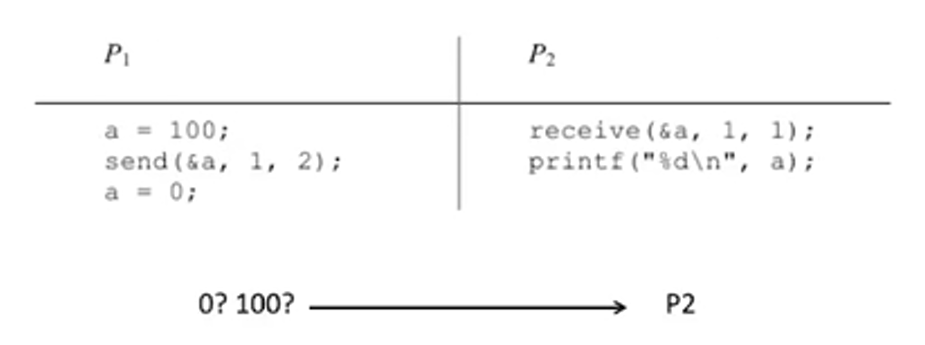 P1
P2
a = 100;
send(&a, 1, 2);
a = 0;
receive(&a, 1, 1);
printf("%d\n", a);
0? 100?
P2